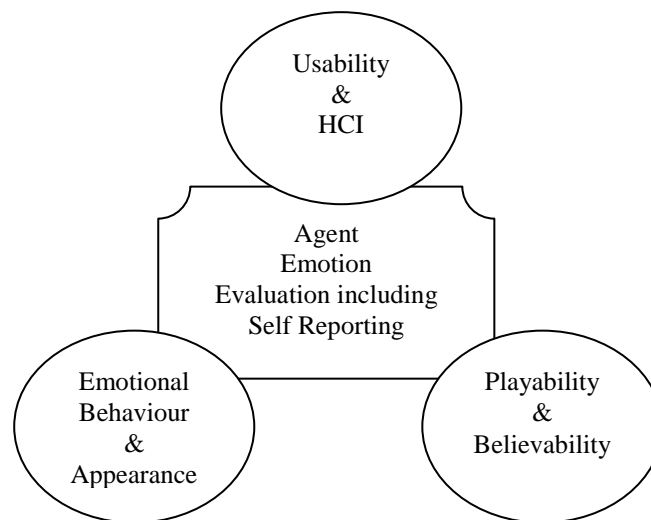 Usability
&
HCI
Agent
Emotion
Evaluation including
Self Reporting
Emotional
Behaviour
&
Appearance
Playability
&
Believability